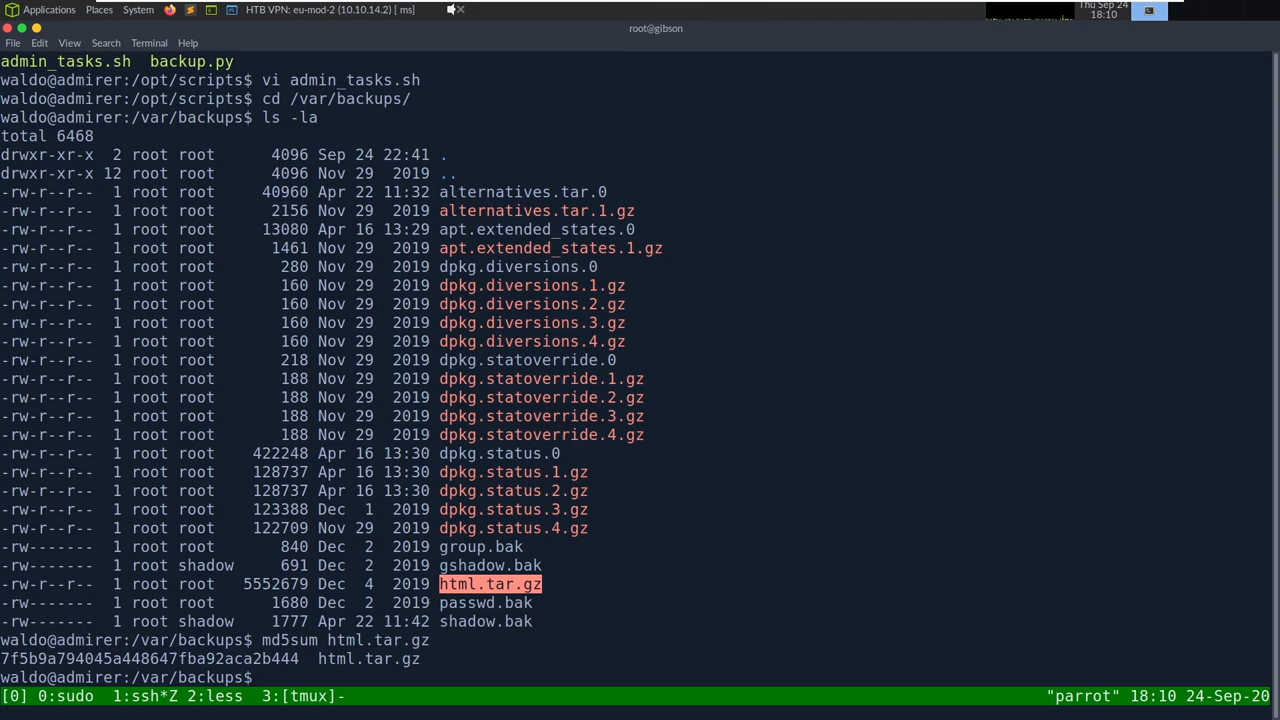 Applications Places System HTB VPN: eu-mod-2 (10.10.14.2) [ ms] Thu Sep 24
18:10
root@gibson
File Edit View Search Terminal Help
admin_tasks.sh  backup.py
waldo@admirer:/opt/scripts$ vi admin_tasks.sh
waldo@admirer:/opt/scripts$ cd /var/backups/
waldo@admirer:/var/backups$ ls -la
total 6468
drwxr-xr-x  2 root root      4096 Sep 24 22:41 .
drwxr-xr-x 12 root root      4096 Nov 29  2019 ..
-rw-r--r--  1 root root     40960 Apr 22 11:32 alternatives.tar.0
-rw-r--r--  1 root root      2156 Nov 29  2019 alternatives.tar.1.gz
-rw-r--r--  1 root root     13080 Apr 16 13:29 apt.extended_states.0
-rw-r--r--  1 root root      1461 Nov 29  2019 apt.extended_states.1.gz
-rw-r--r--  1 root root       280 Nov 29  2019 dpkg.diversions.0
-rw-r--r--  1 root root       160 Nov 29  2019 dpkg.diversions.1.gz
-rw-r--r--  1 root root       160 Nov 29  2019 dpkg.diversions.2.gz
-rw-r--r--  1 root root       160 Nov 29  2019 dpkg.diversions.3.gz
-rw-r--r--  1 root root       160 Nov 29  2019 dpkg.diversions.4.gz
-rw-r--r--  1 root root       218 Nov 29  2019 dpkg.statoverride.0
-rw-r--r--  1 root root       188 Nov 29  2019 dpkg.statoverride.1.gz
-rw-r--r--  1 root root       188 Nov 29  2019 dpkg.statoverride.2.gz
-rw-r--r--  1 root root       188 Nov 29  2019 dpkg.statoverride.3.gz
-rw-r--r--  1 root root       188 Nov 29  2019 dpkg.statoverride.4.gz
-rw-r--r--  1 root root    422248 Apr 16 13:30 dpkg.status.0
-rw-r--r--  1 root root    128737 Apr 16 13:30 dpkg.status.1.gz
-rw-r--r--  1 root root    128737 Apr 16 13:30 dpkg.status.2.gz
-rw-r--r--  1 root root    123388 Dec  1  2019 dpkg.status.3.gz
-rw-r--r--  1 root root    122709 Nov 29  2019 dpkg.status.4.gz
-rw-------  1 root root       840 Dec  2  2019 group.bak
-rw-------  1 root shadow     691 Dec  2  2019 gshadow.bak
-rw-r--r--  1 root root   5552679 Dec  4  2019 html.tar.gz
-rw-------  1 root root      1680 Dec  2  2019 passwd.bak
-rw-------  1 root shadow    1777 Apr 22 11:42 shadow.bak
waldo@admirer:/var/backups$ md5sum html.tar.gz
7f5b9a794045a448647fba92aca2b444  html.tar.gz
waldo@admirer:/var/backups$
[0] 0:sudo  1:ssh*Z 2:less  3:[tmux]- "parrot" 18:10 24-Sep-20